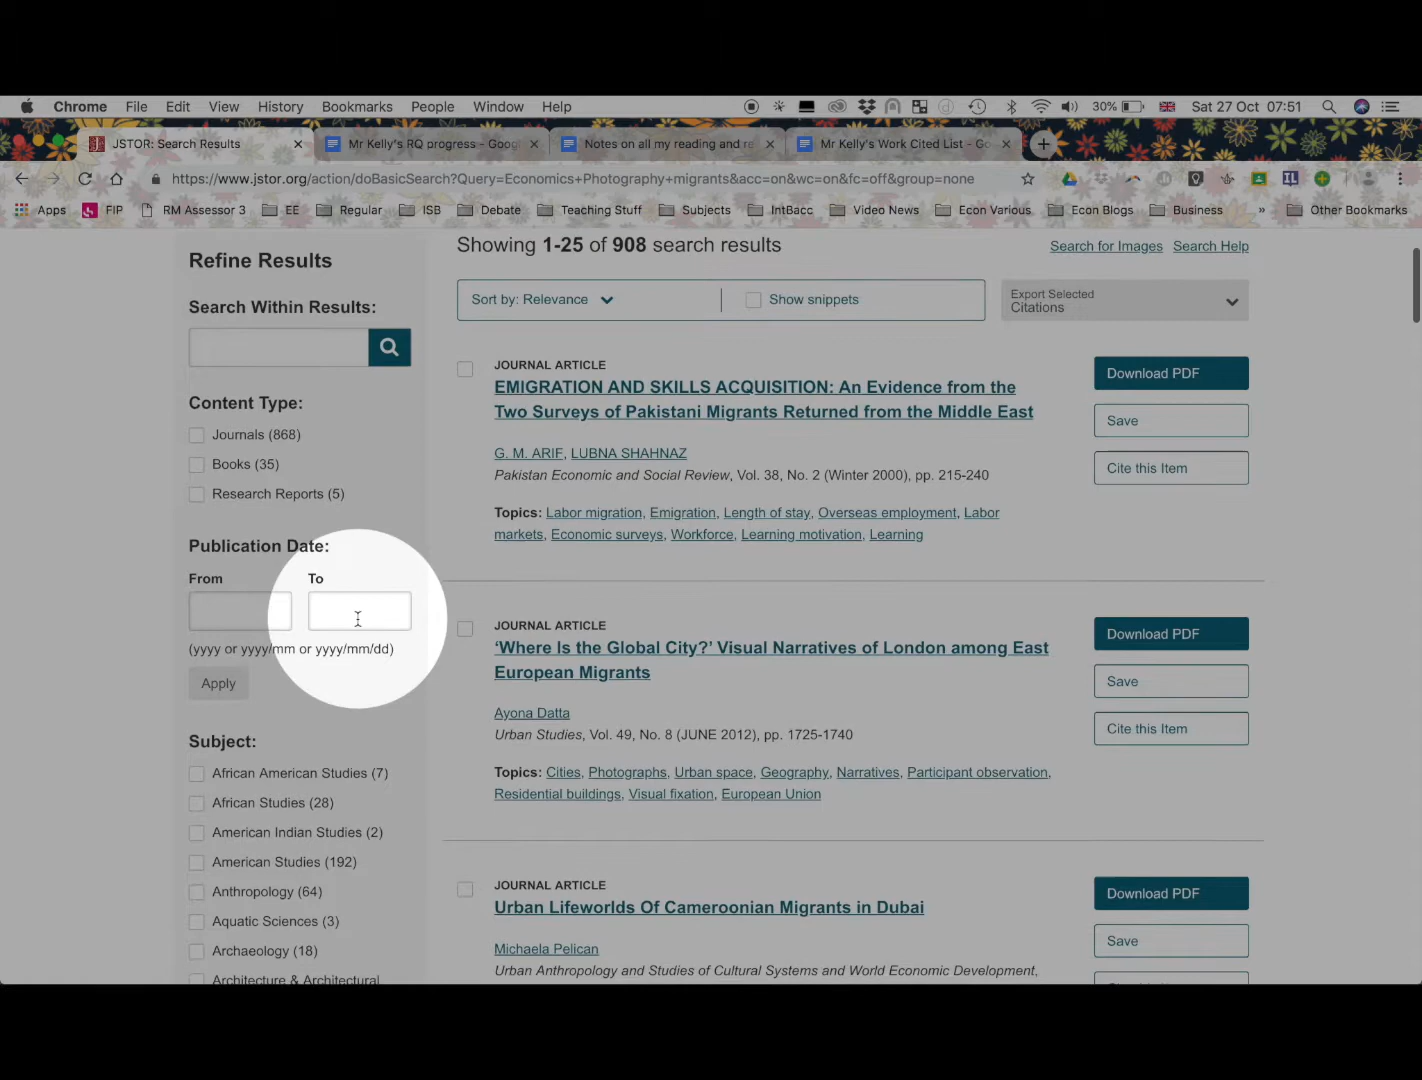 Chrome File Edit View History Bookmarks People Window Help 30% Sat 27 Oct 07:51
JSTOR: Search Results Mr Kelly's RQ progress - Goog Notes on all my reading and re Mr Kelly's Work Cited List - Go
https://www.jstor.org/action/doBasicSearch?Query=Economics+Photography+migrants&acc=on&wc=on&fc=off&group=none
Apps FIP RM Assessor 3 EE Regular ISB Debate Teaching Stuff Subjects IntBacc Video News Econ Various Econ Blogs Business » Other Bookmarks
Refine Results
Search Within Results:
Content Type:
Journals (868)
Books (35)
Research Reports (5)
Publication Date:
From To
(yyyy or yyyy/mm or yyyy/mm/dd)
Apply
Subject:
African American Studies (7)
African Studies (28)
American Indian Studies (2)
American Studies (192)
Anthropology (64)
Aquatic Sciences (3)
Archaeology (18)
Architecture & Architectural
Showing 1-25 of 908 search results
Search for Images Search Help
Sort by: Relevance Show snippets
Export Selected
Citations
JOURNAL ARTICLE
EMIGRATION AND SKILLS ACQUISITION: An Evidence from the
Two Surveys of Pakistani Migrants Returned from the Middle East
G. M. ARIF, LUBNA SHAHNAZ
Pakistan Economic and Social Review, Vol. 38, No. 2 (Winter 2000), pp. 215-240
Topics: Labor migration, Emigration, Length of stay, Overseas employment, Labor
markets, Economic surveys, Workforce, Learning motivation, Learning
Download PDF
Save
Cite this Item
JOURNAL ARTICLE
‘Where Is the Global City?’ Visual Narratives of London among East
European Migrants
Ayona Datta
Urban Studies, Vol. 49, No. 8 (JUNE 2012), pp. 1725-1740
Topics: Cities, Photographs, Urban space, Geography, Narratives, Participant observation,
Residential buildings, Visual fixation, European Union
Download PDF
Save
Cite this Item
JOURNAL ARTICLE
Urban Lifeworlds Of Cameroonian Migrants in Dubai
Michaela Pelican
Urban Anthropology and Studies of Cultural Systems and World Economic Development,
Download PDF
Save